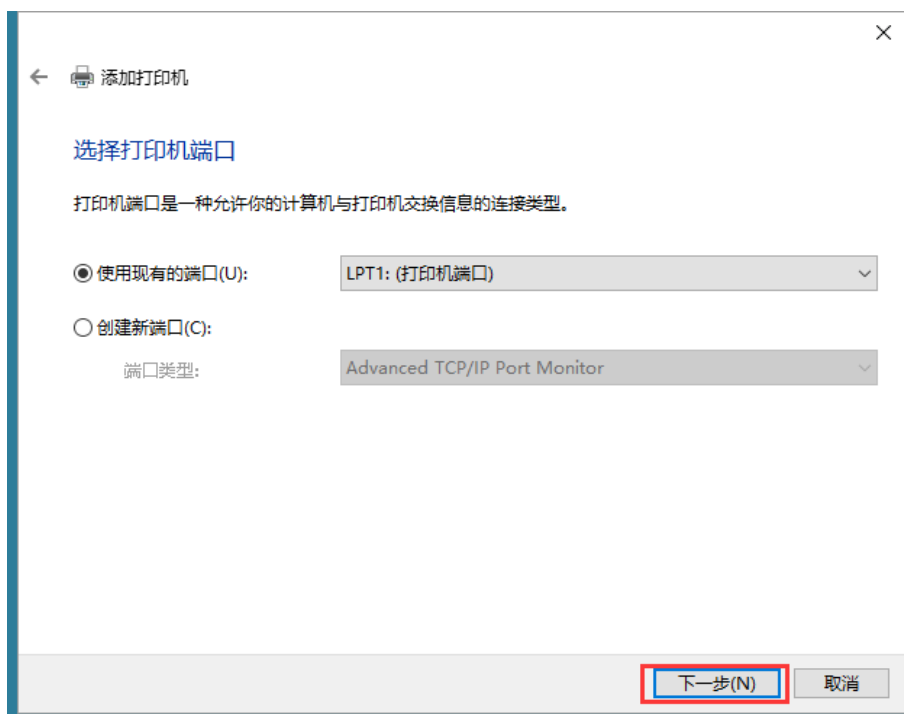 添加打印机
选择打印机端口
打印机端口是一种允许你的计算机与打印机交换信息的连接类型。
使用现有的端口(U): LPT1: (打印机端口)
创建新端口(C):
端口类型: Advanced TCP/IP Port Monitor
下一步(N) 取消